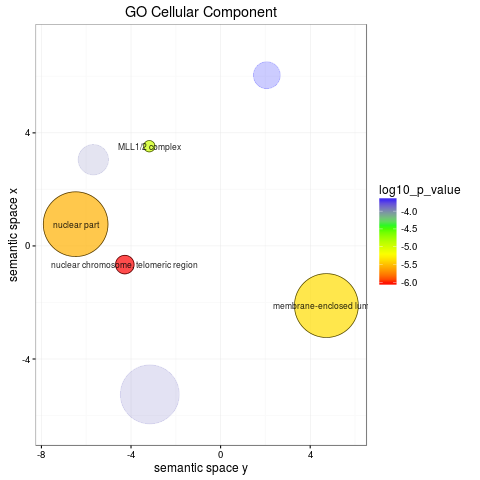 GO Cellular Component
semantic space x
4
0
-4
MLL1/2 complex
nuclear part
nuclear chromosome, telomeric region
membrane-enclosed lum
-8
-4
0
4
semantic space y
log10_p_value
-4.0
-4.5
-5.0
-5.5
-6.0